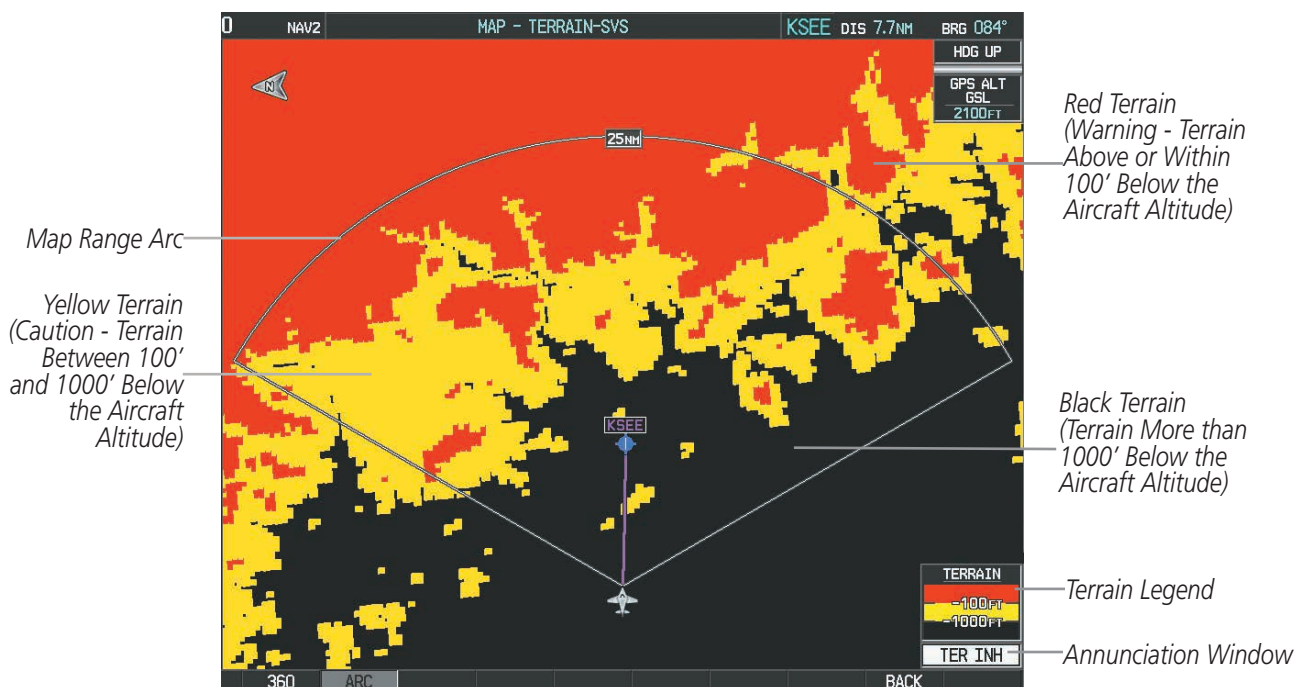 0 NAV2 MAP - TERRAIN-SVS KSEE DIS 7.7NM BRG 084°
HDG UP
N
GPS ALT
GSL
2100FT
25NM
Red Terrain
(Warning - Terrain
Above or Within
100' Below the
Aircraft Altitude)
Map Range Arc
Yellow Terrain
(Caution - Terrain
Between 100'
and 1000' Below
the Aircraft
Altitude)
KSEE
Black Terrain
(Terrain More than
1000' Below the
Aircraft Altitude)
TERRAIN
-100FT
-1000FT
Terrain Legend
TER INH
Annunciation Window
360 ARC BACK